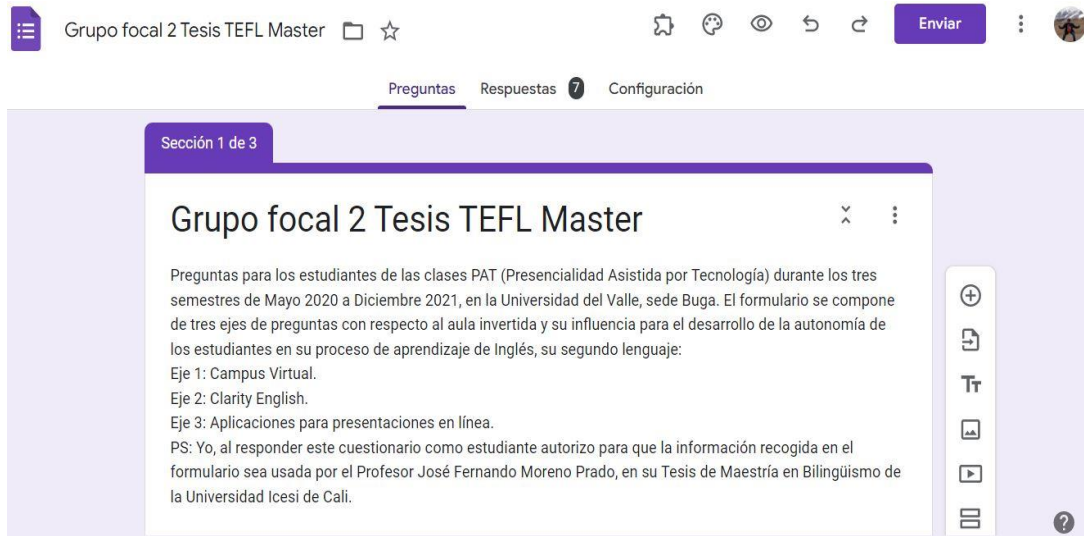 Grupo focal 2 Tesis TEFL Master
Enviar
Preguntas
Respuestas 7
Configuración
Sección 1 de 3
Grupo focal 2 Tesis TEFL Master
Preguntas para los estudiantes de las clases PAT (Presencialidad Asistida por Tecnología) durante los tres
semestres de Mayo 2020 a Diciembre 2021, en la Universidad del Valle, sede Buga. El formulario se compone
de tres ejes de preguntas con respecto al aula invertida y su influencia para el desarrollo de la autonomía de
los estudiantes en su proceso de aprendizaje de Inglés, su segundo lenguaje:
Eje 1: Campus Virtual.
Eje 2: Clarity English.
Eje 3: Aplicaciones para presentaciones en línea.
PS: Yo, al responder este cuestionario como estudiante autorizo para que la información recogida en el
formulario sea usada por el Profesor José Fernando Moreno Prado, en su Tesis de Maestría en Bilingüismo de
la Universidad Icesi de Cali.